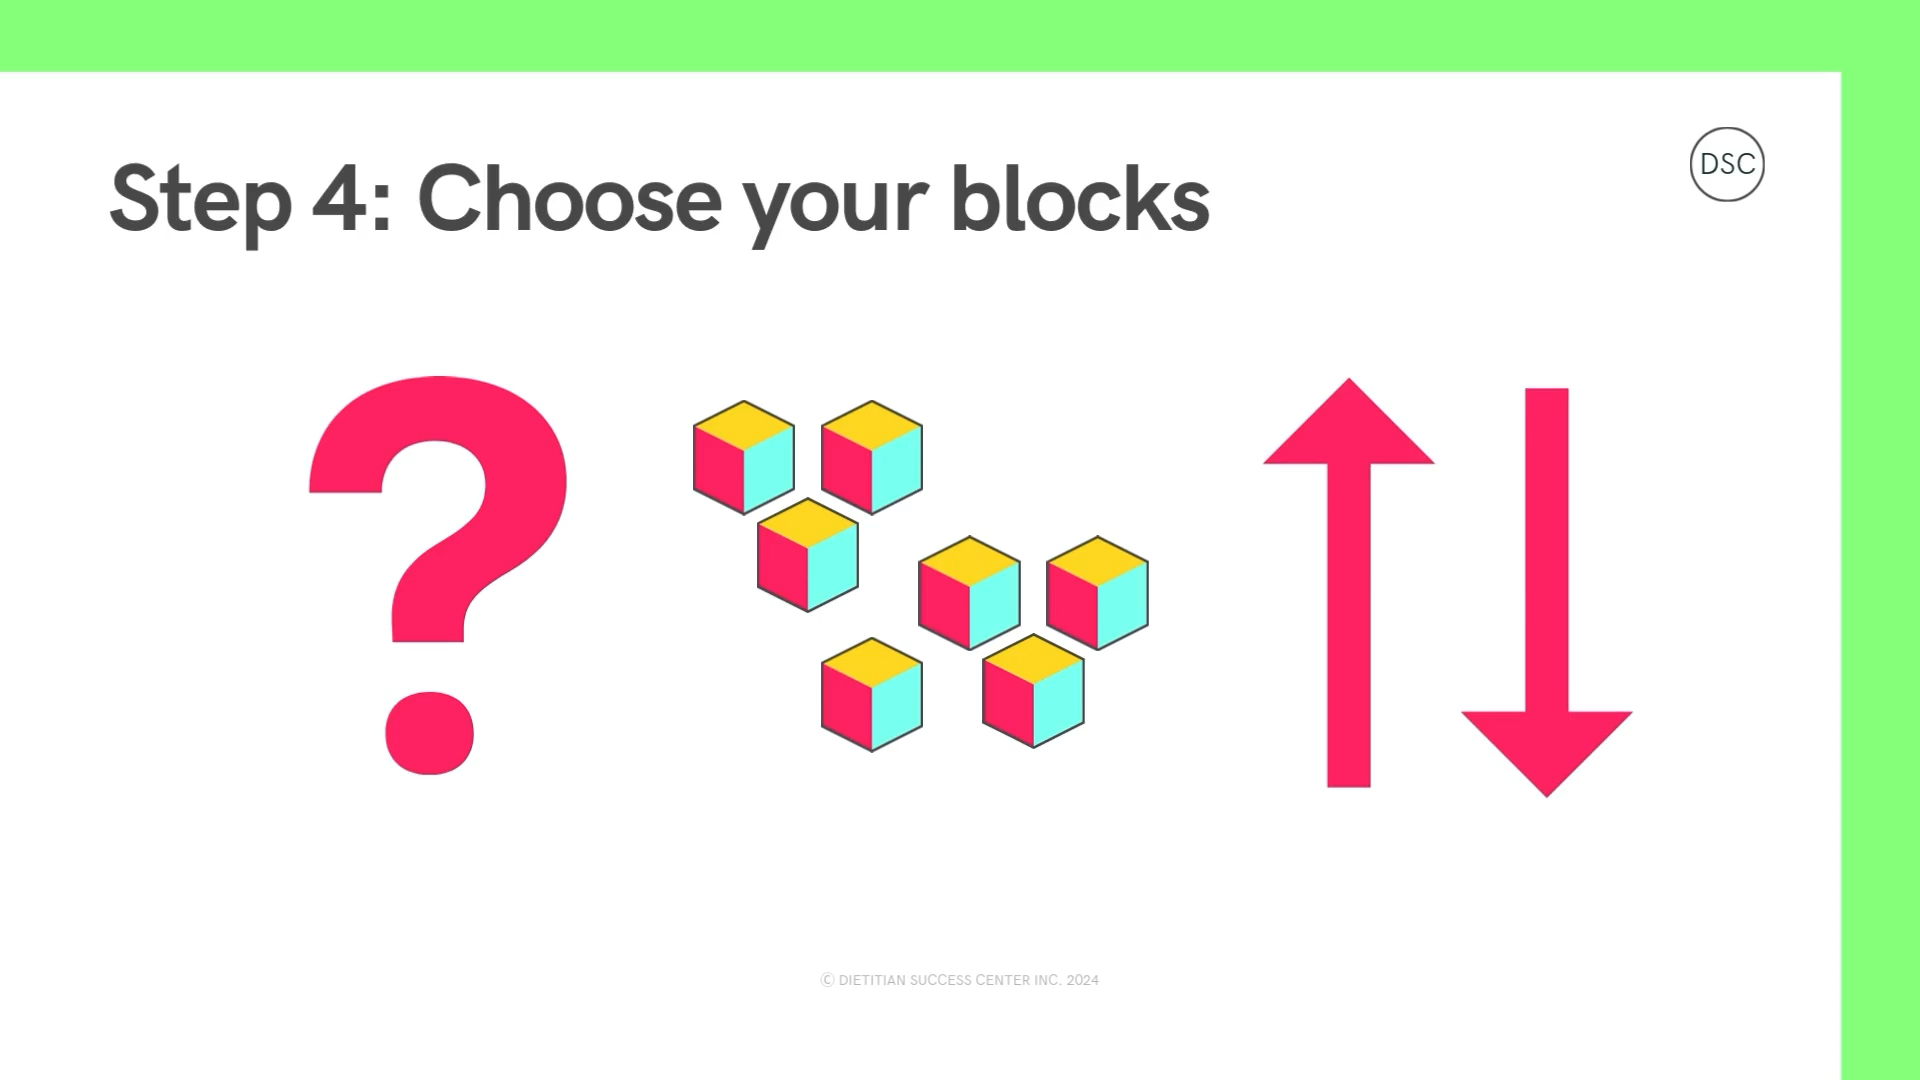 Step 4: Choose your blocks
DSC
?
© DIETITIAN SUCCESS CENTER INC. 2024